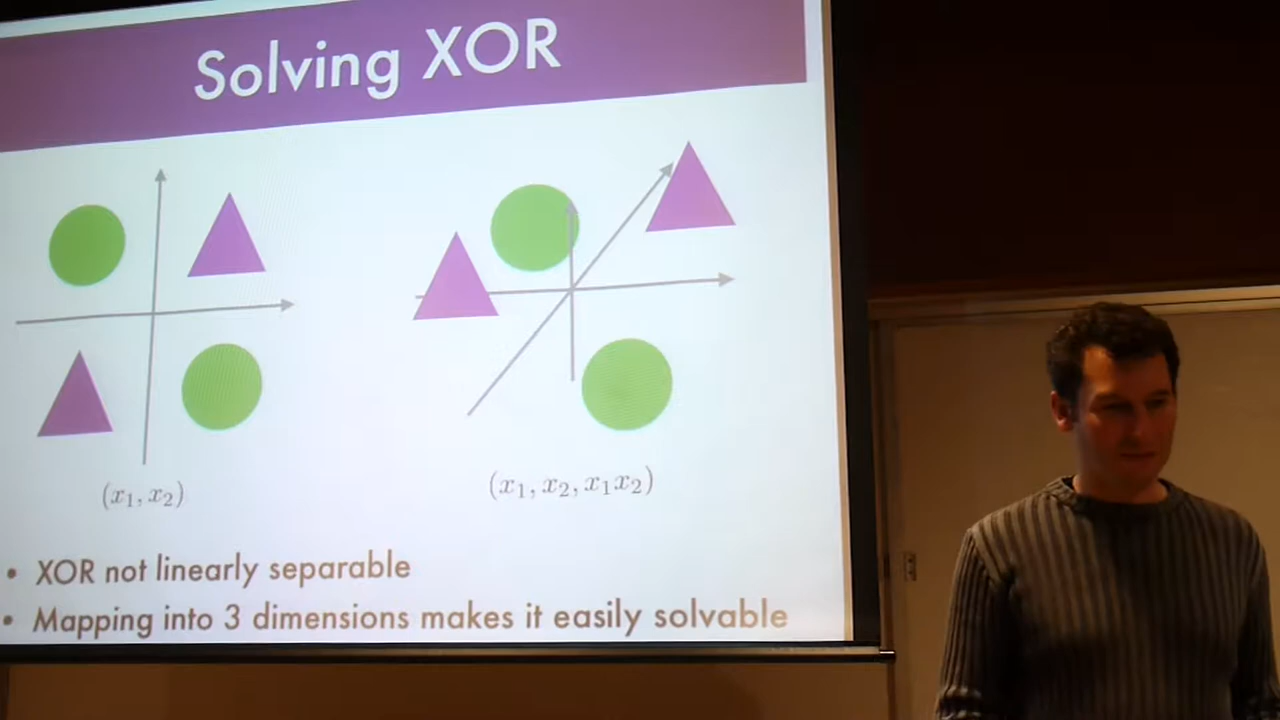 Solving XOR
(x₁, x₂)
(x₁, x₂, x₁x₂)
• XOR not linearly separable
• Mapping into 3 dimensions makes it easily solvable